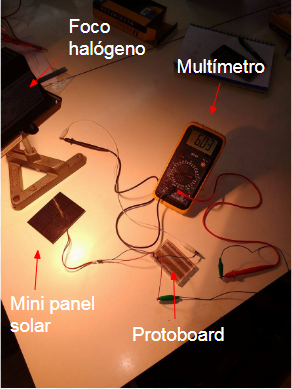 Foco
halógeno
Multímetro
Mini panel
solar
Protoboard